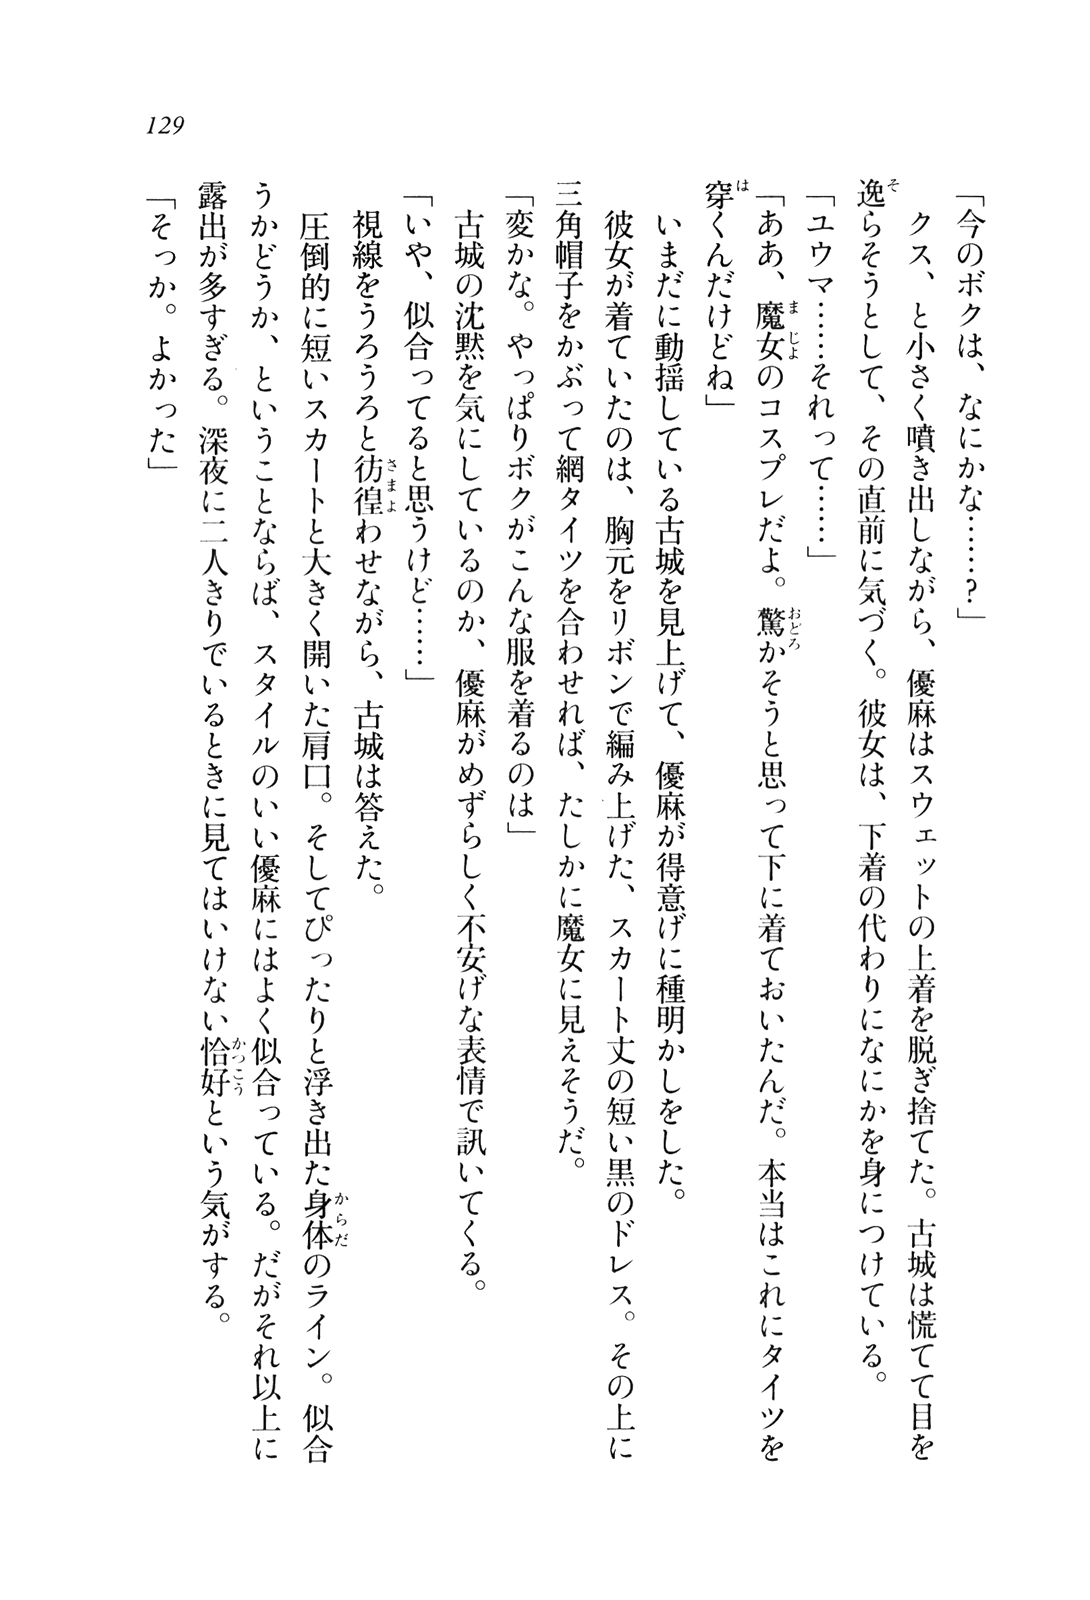 129
「今のボクは、なにかな……?」
クス、と小さく噴き出しながら、優麻はスウェットの上着を脱ぎ捨てた。古城は慌てて目を
逸らそうとして、その直前に気づく。彼女は、下着の代わりになにかを身につけている。
「ユウマ……それって……」
「ああ、魔女のコスプレだよ。驚かそうと思って下に着ておいたんだ。本当はこれにタイツを
穿くんだけどね」
いまだに動揺している古城を見上げて、優麻が得意げに種明かしをした。
彼女が着ていたのは、胸元をリボンで編み上げた、スカート丈の短い黒のドレス。その上に
三角帽子をかぶって網タイツを合わせれば、たしかに魔女に見えそうだ。
「変かな。やっぱりボクがこんな服を着るのは」
古城の沈黙を気にしているのか、優麻がめずらしく不安げな表情で訊いてくる。
「いや、似合ってると思うけど……」
視線をうろうろと彷徨わせながら、古城は答えた。
圧倒的に短いスカートと大きく開いた肩口。そしてぴったりと浮き出た身体のライン。似合
うかどうか、ということならば、スタイルのいい優麻にはよく似合っている。だがそれ以上に
露出が多すぎる。深夜に二人きりでいるときに見てはいけない恰好という気がする。
「そっか。よかった」